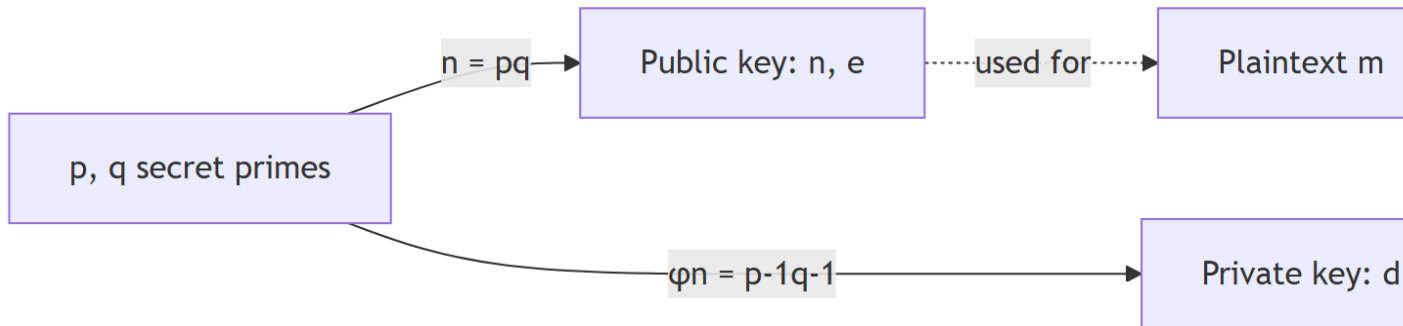 n = pq
Public key: n, e
used for
Plaintext m
p, q secret primes
φn = p-1q-1
Private key: d